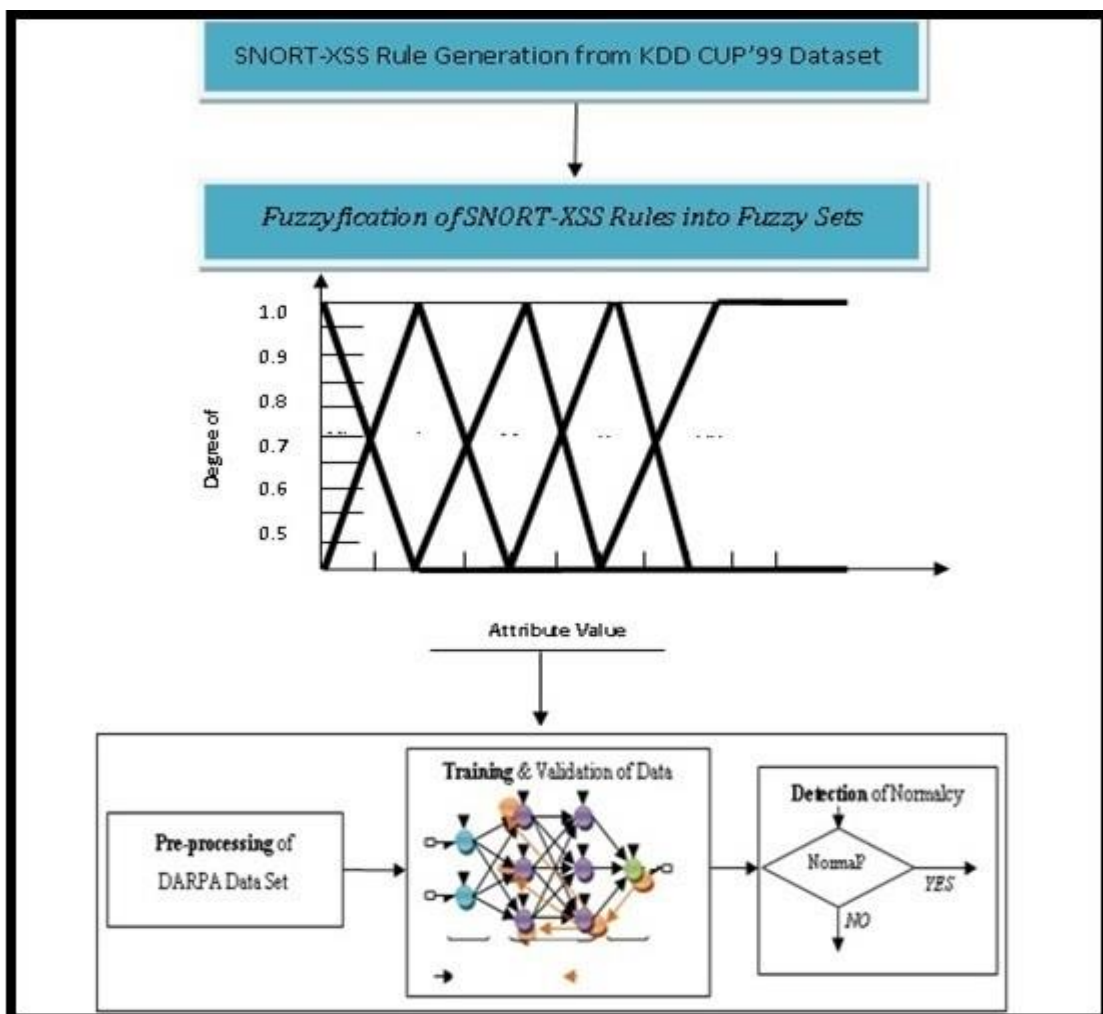 SNORT-XSS Rule Generation from KDD CUP'99 Dataset
Fuzzyfication of SNORT-XSS Rules into Fuzzy Sets
1.0
0.9
0.8
0.7
0.6
0.5
Degree of
Attribute Value
Pre-processing of
DARPA Data Set
Training & Validation of Data
Detection of Normalcy
Normal?
YES
NO